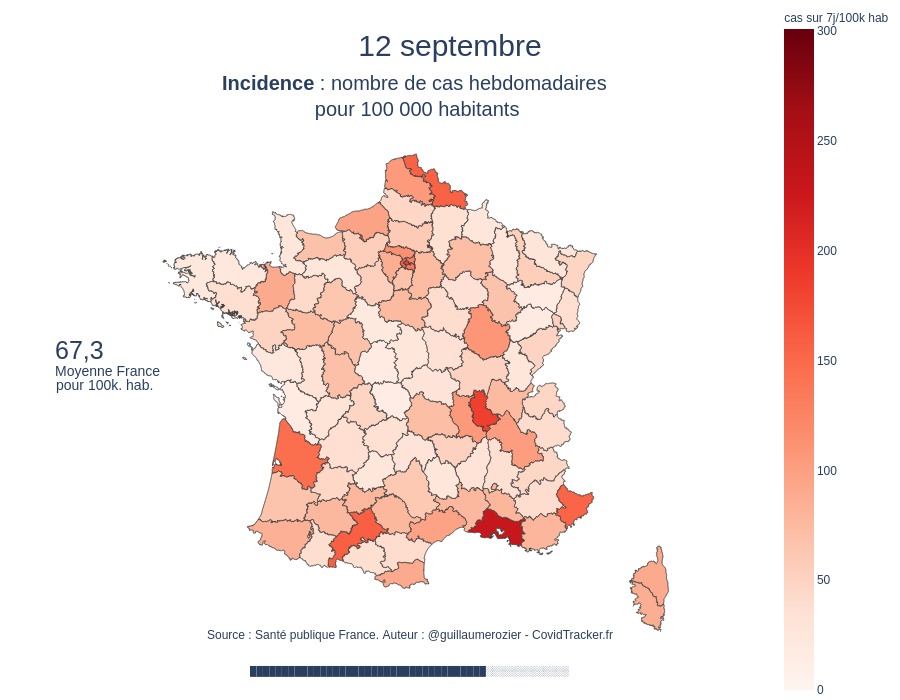 cas sur 7j/100k hab
12 septembre
Incidence : nombre de cas hebdomadaires
pour 100 000 habitants
300
250
200
150
100
50
0
67,3
Moyenne France
pour 100k. hab.
Source : Santé publique France. Auteur : @guillaumerozier - CovidTracker.fr